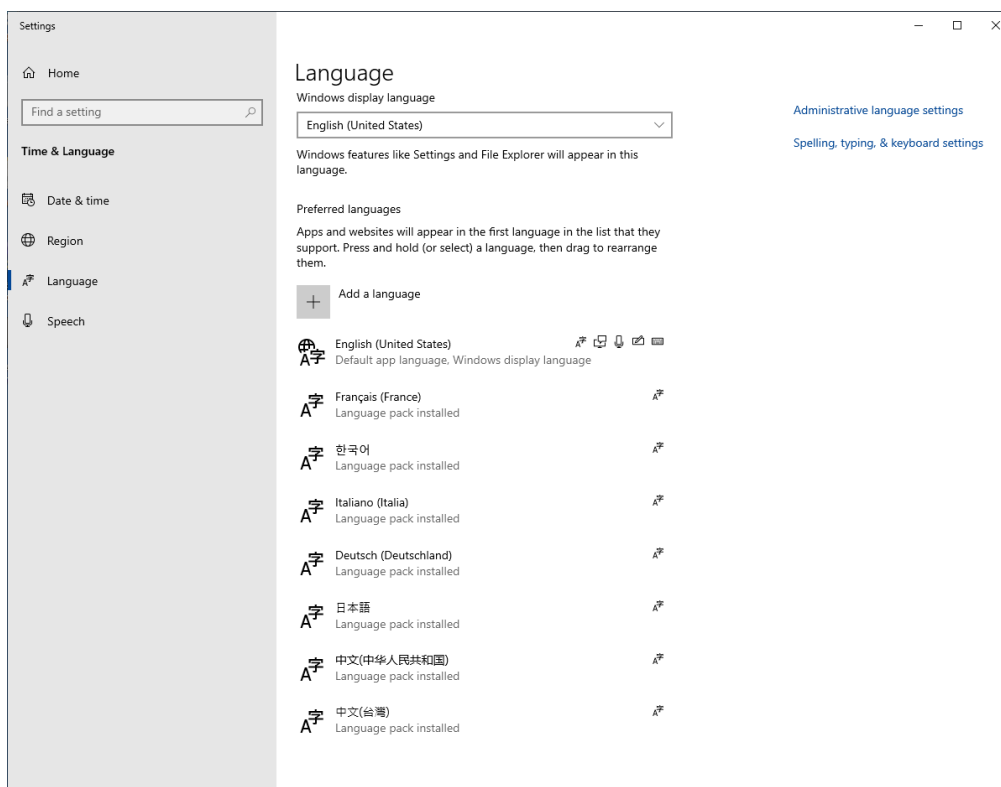 Settings
Home
Find a setting
Time & Language
Date & time
Region
Language
Speech
Language
Windows display language
English (United States)
Windows features like Settings and File Explorer will appear in this
language.
Preferred languages
Apps and websites will appear in the first language in the list that they
support. Press and hold (or select) a language, then drag to rearrange
them.
Add a language
English (United States)
Default app language, Windows display language
Français (France)
Language pack installed
한국어
Language pack installed
Italiano (Italia)
Language pack installed
Deutsch (Deutschland)
Language pack installed
日本語
Language pack installed
中文(中华人民共和国)
Language pack installed
中文(台灣)
Language pack installed
Administrative language settings
Spelling, typing, & keyboard settings